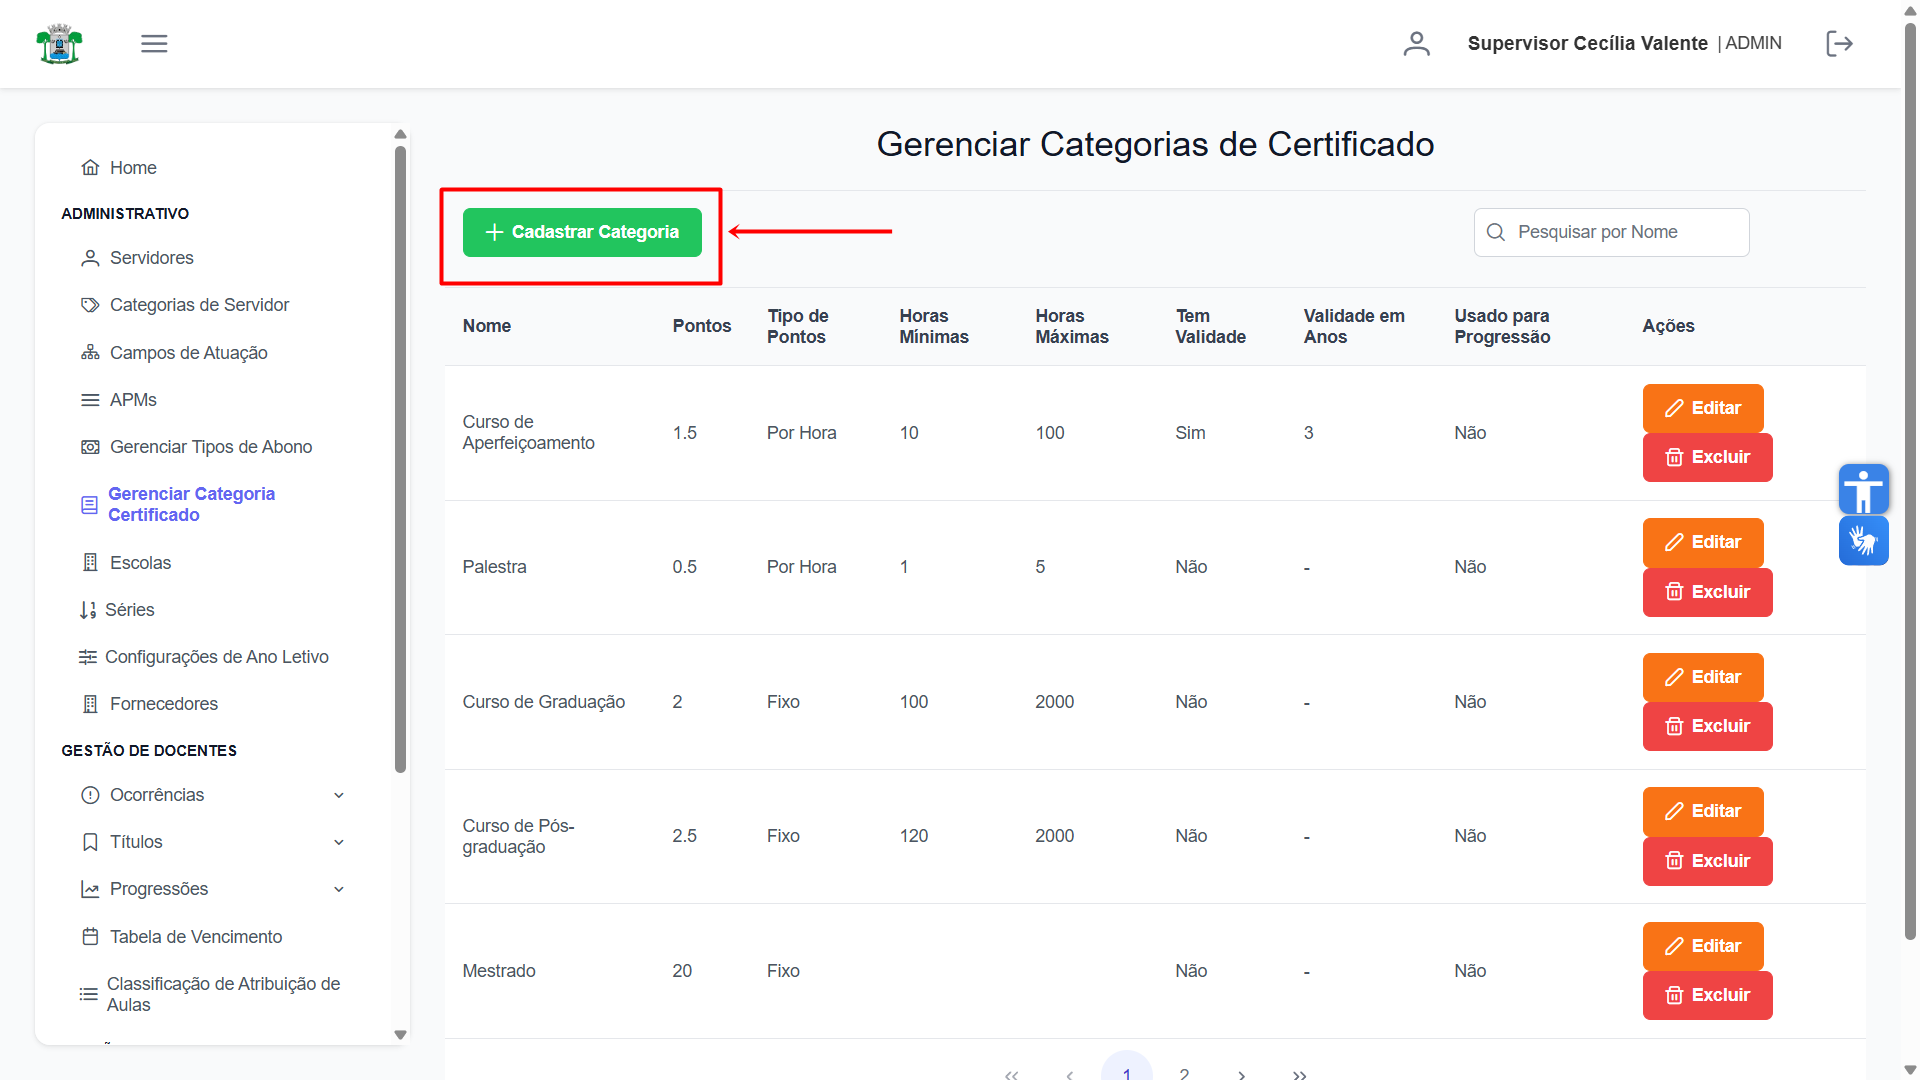 Supervisor Cecília Valente | ADMIN
Home
ADMINISTRATIVO
Servidores
Categorias de Servidor
Campos de Atuação
APMs
Gerenciar Tipos de Abono
Gerenciar Categoria
Certificado
Escolas
Séries
Configurações de Ano Letivo
Fornecedores
GESTÃO DE DOCENTES
Ocorrências
Títulos
Progressões
Tabela de Vencimento
Classificação de Atribuição de
Aulas
Gerenciar Categorias de Certificado
Cadastrar Categoria
Pesquisar por Nome
Nome Pontos Tipo de Pontos Horas Mínimas Horas Máximas Tem Validade Validade em Anos Usado para Progressão Ações
Curso de Aperfeiçoamento 1.5 Por Hora 10 100 Sim 3 Não Editar
Excluir
Palestra 0.5 Por Hora 1 5 Não - Não Editar
Excluir
Curso de Graduação 2 Fixo 100 2000 Não - Não Editar
Excluir
Curso de Pós-graduação 2.5 Fixo 120 2000 Não - Não Editar
Excluir
Mestrado 20 Fixo Não - Não Editar
Excluir
« ‹ 1 2 › »